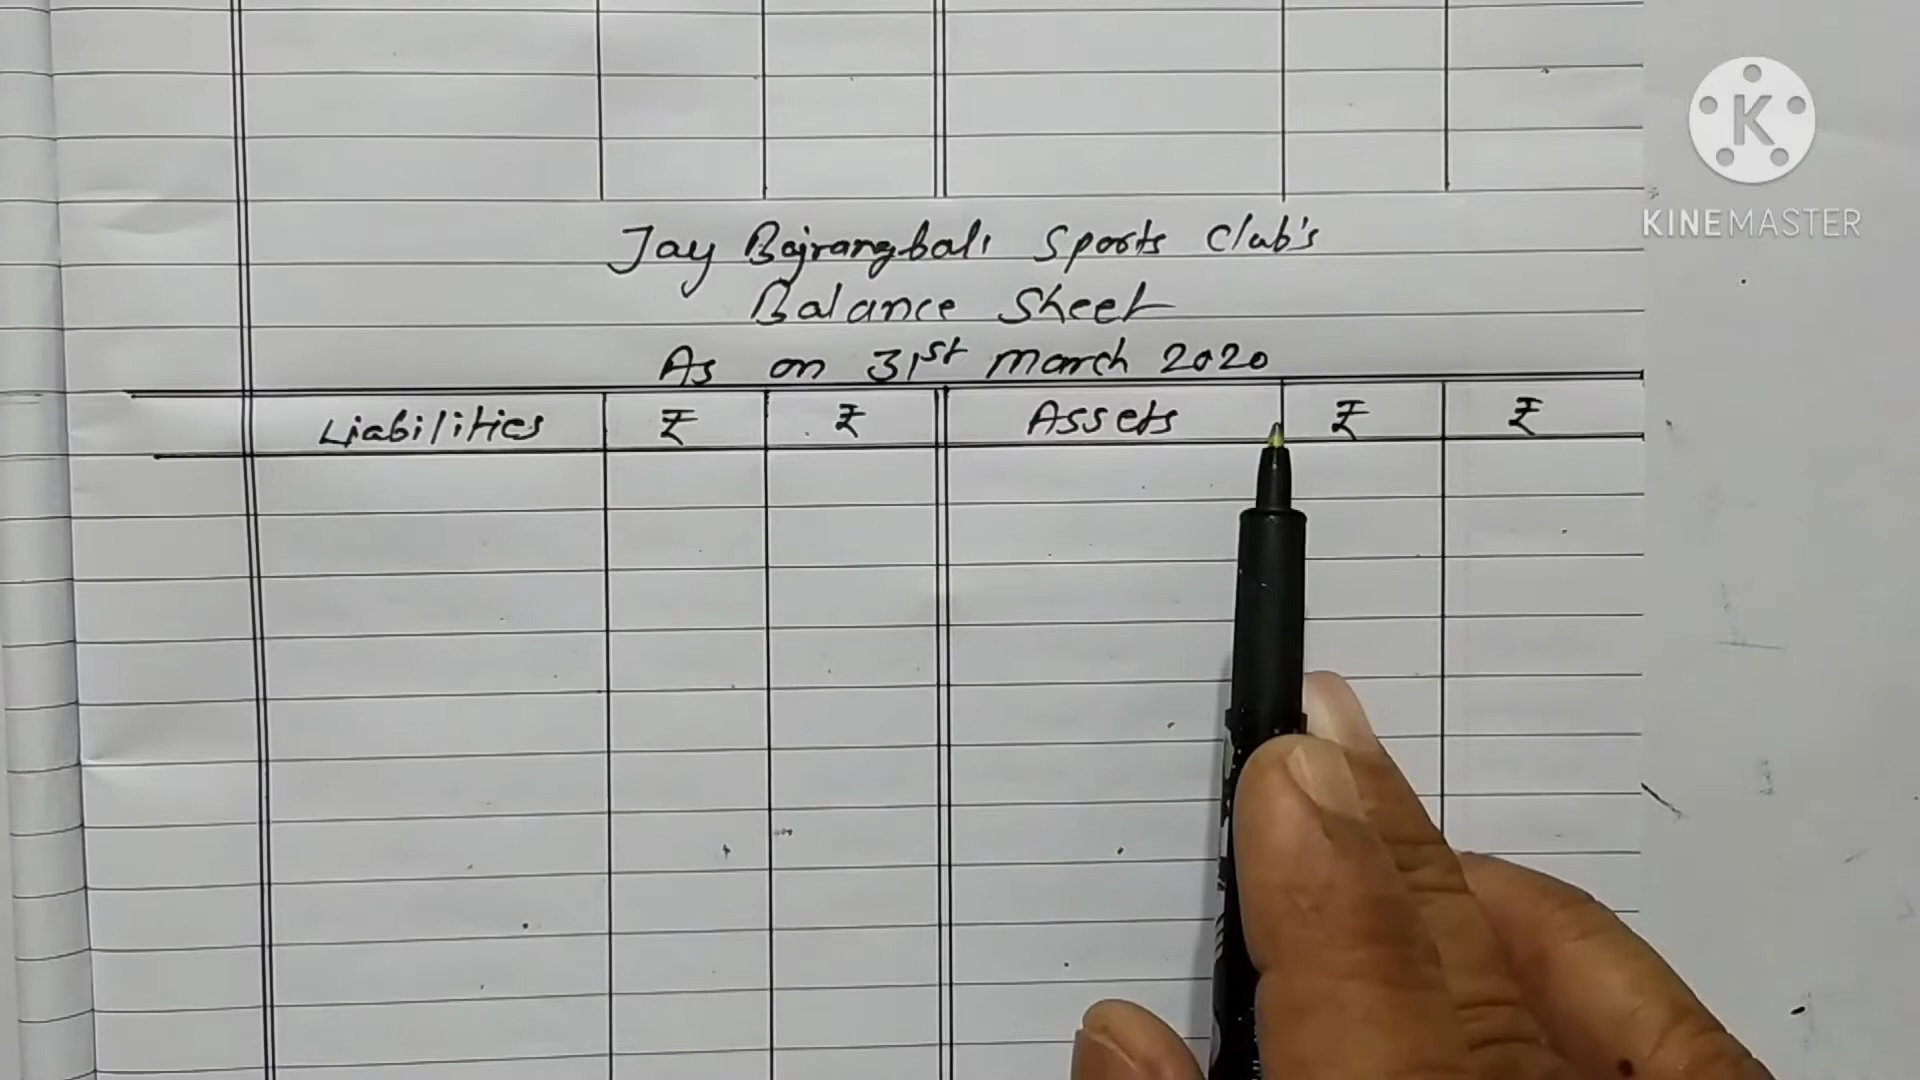 Jay Bajrangbali Sports Club's
Balance Sheet
As on 31st March 2020
Liabilities ₹ ₹ Assets ₹ ₹
K
KINEMASTER